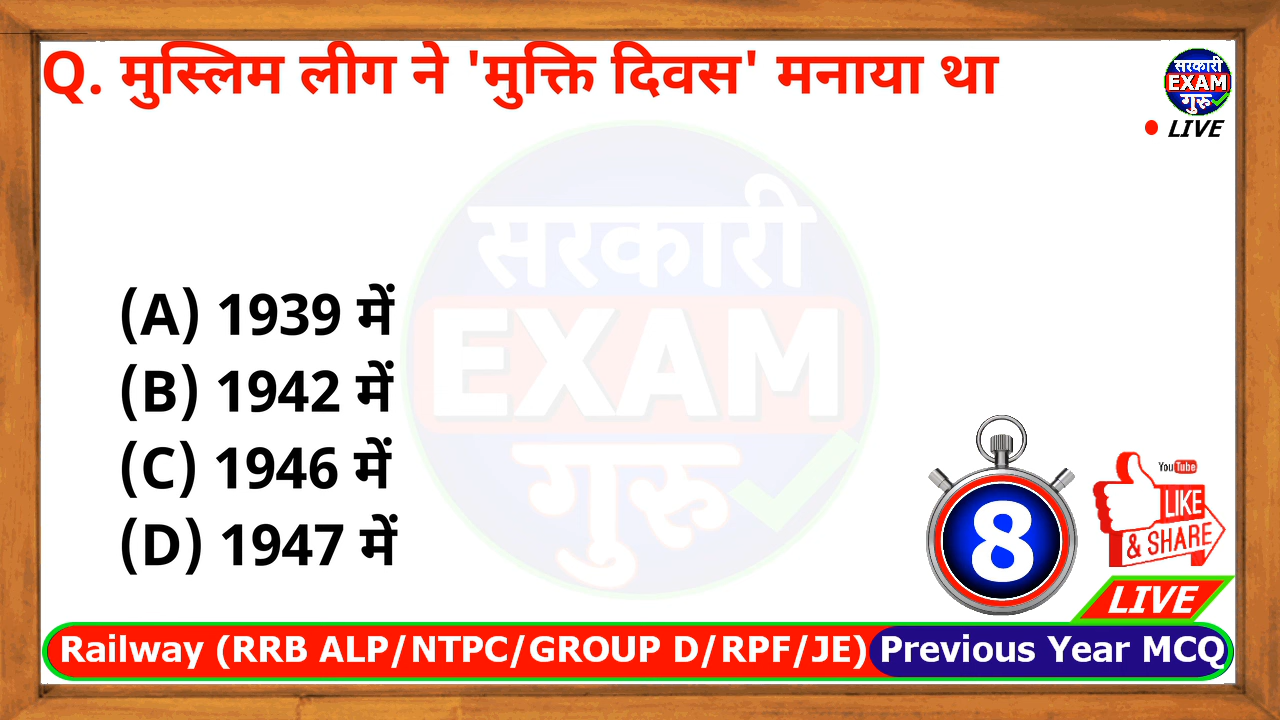 Q. मुस्लिम लीग ने 'मुक्ति दिवस' मनाया था
सरकारी
EXAM
गुरु
LIVE
सरकारी
EXAM
गुरु
(A) 1939 में
(B) 1942 में
(C) 1946 में
(D) 1947 में
8
YouTube
LIKE
& SHARE
LIVE
Railway (RRB ALP/NTPC/GROUP D/RPF/JE) Previous Year MCQ